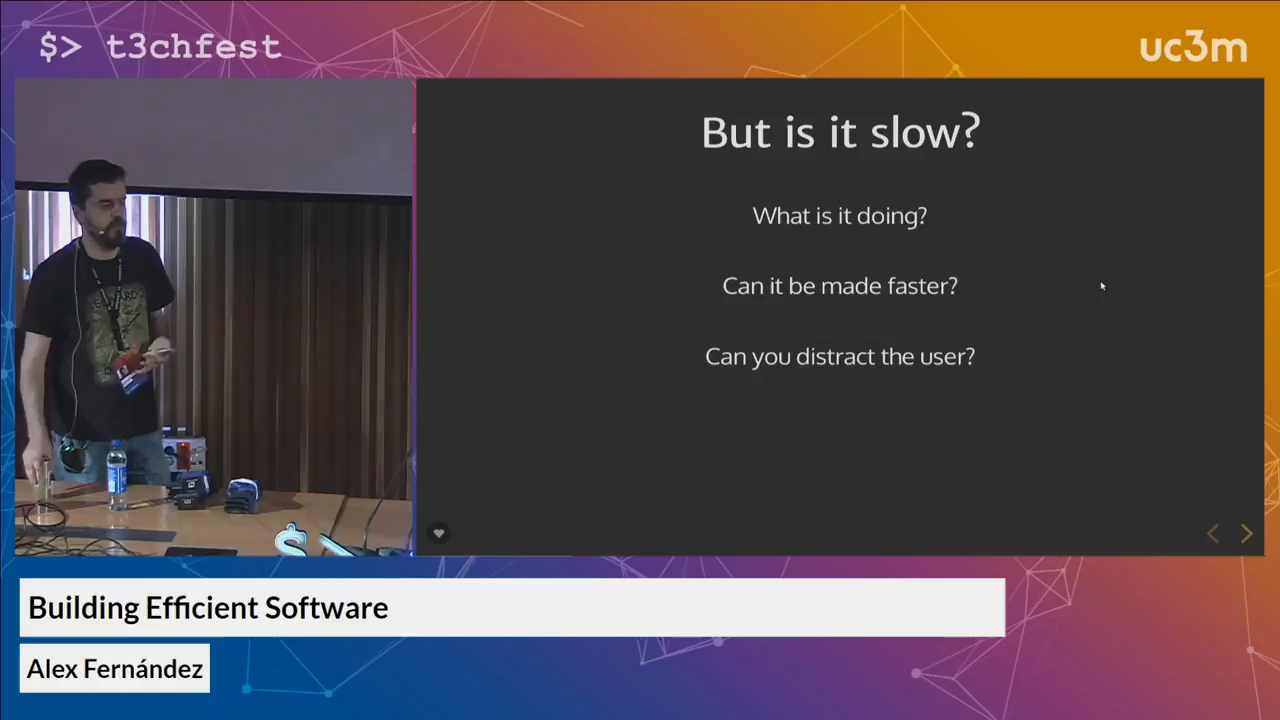 $> t3chfest
uc3m
But is it slow?
What is it doing?
Can it be made faster?
Can you distract the user?
$
Building Efficient Software
Alex Fernández